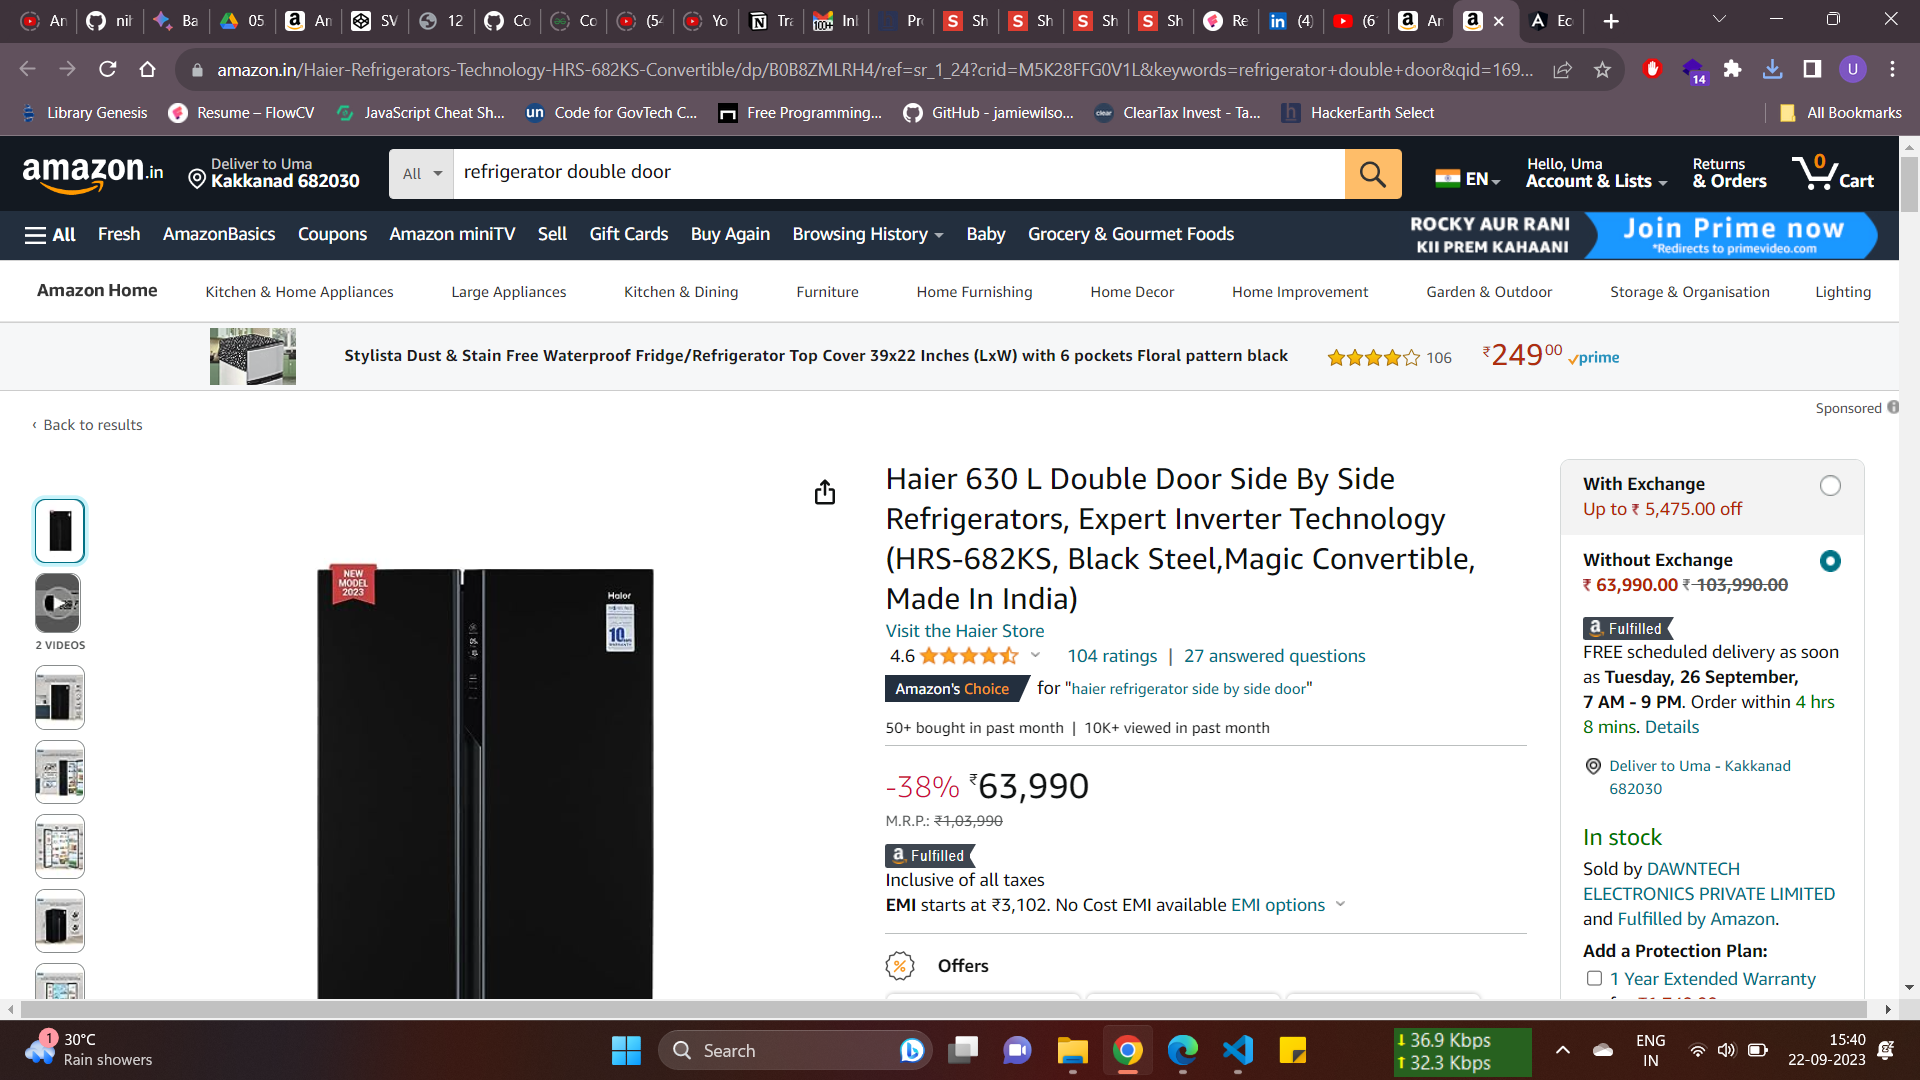 An
nih
Ba
05
An
SV
12
Co
Co
(54
Yo
Tra
Inb
Pr
Sh
Sh
Sh
Sh
Re
(4)
(6
An
Ec
amazon.in/Haier-Refrigerators-Technology-HRS-682KS-Convertible/dp/B0B8ZMLRH4/ref=sr_1_24?crid=M5K28FFG0V1L&keywords=refrigerator+double+door&qid=169...
14
U
Library Genesis
Resume – FlowCV
JavaScript Cheat Sh...
Code for GovTech C...
Free Programming...
GitHub - jamiewilso...
ClearTax Invest - Ta...
HackerEarth Select
All Bookmarks
amazon.in
Deliver to Uma
Kakkanad 682030
All
refrigerator double door
EN
Hello, Uma
Account & Lists
Returns
& Orders
0
Cart
All
Fresh
AmazonBasics
Coupons
Amazon miniTV
Sell
Gift Cards
Buy Again
Browsing History
Baby
Grocery & Gourmet Foods
ROCKY AUR RANI
KII PREM KAHAANI
Join Prime now
*Redirects to primevideo.com
Amazon Home
Kitchen & Home Appliances
Large Appliances
Kitchen & Dining
Furniture
Home Furnishing
Home Decor
Home Improvement
Garden & Outdoor
Storage & Organisation
Lighting
Stylista Dust & Stain Free Waterproof Fridge/Refrigerator Top Cover 39x22 Inches (LxW) with 6 pockets Floral pattern black
106
₹24900
prime
Sponsored
‹ Back to results
2 VIDEOS
NEW
MODEL
2023
Haier
10
Haier 630 L Double Door Side By Side
Refrigerators, Expert Inverter Technology
(HRS-682KS, Black Steel,Magic Convertible,
Made In India)
Visit the Haier Store
4.6
104 ratings | 27 answered questions
Amazon's Choice for "haier refrigerator side by side door"
50+ bought in past month | 10K+ viewed in past month
-38% ₹63,990
M.R.P.: ₹1,03,990
a Fulfilled
Inclusive of all taxes
EMI starts at ₹3,102. No Cost EMI available EMI options
Offers
With Exchange
Up to ₹ 5,475.00 off
Without Exchange
₹ 63,990.00 ₹ 103,990.00
a Fulfilled
FREE scheduled delivery as soon
as Tuesday, 26 September,
7 AM - 9 PM. Order within 4 hrs
8 mins. Details
Deliver to Uma - Kakkanad
682030
In stock
Sold by DAWNTECH
ELECTRONICS PRIVATE LIMITED
and Fulfilled by Amazon.
Add a Protection Plan:
1 Year Extended Warranty
1
30°C
Rain showers
Search
36.9 Kbps
32.3 Kbps
ENG
IN
15:40
22-09-2023